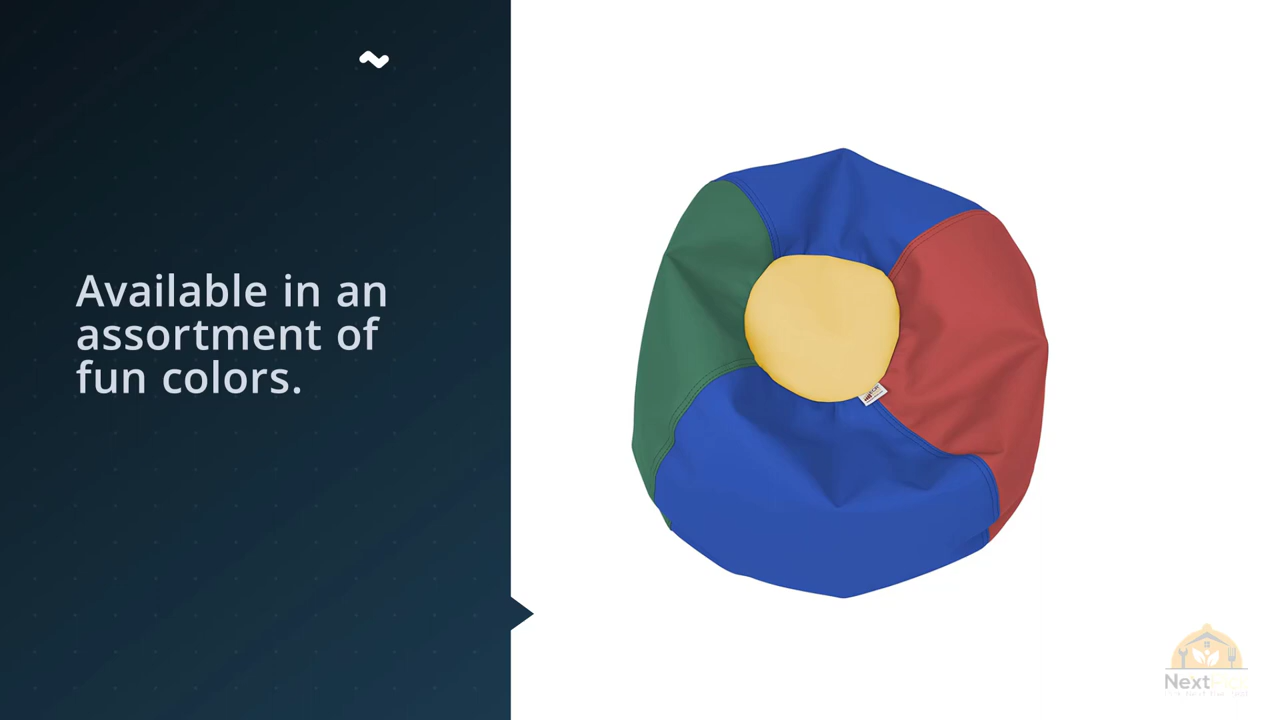 Available in an
assortment of
fun colors.
Next